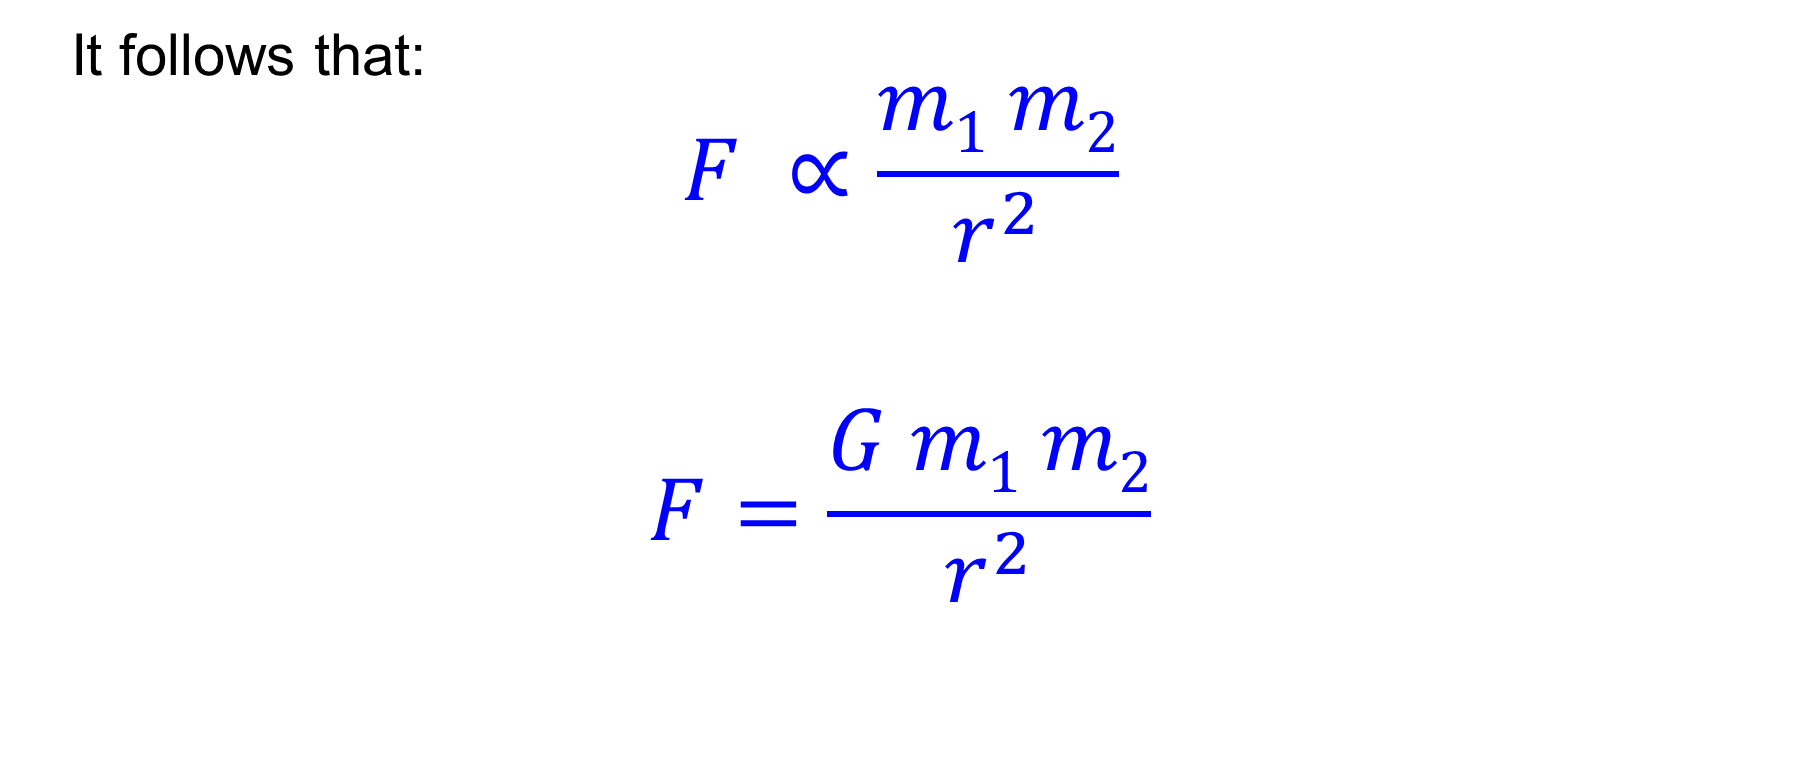 It follows that:
F ∝ m₁ m₂ / r²
F = G m₁ m₂ / r²